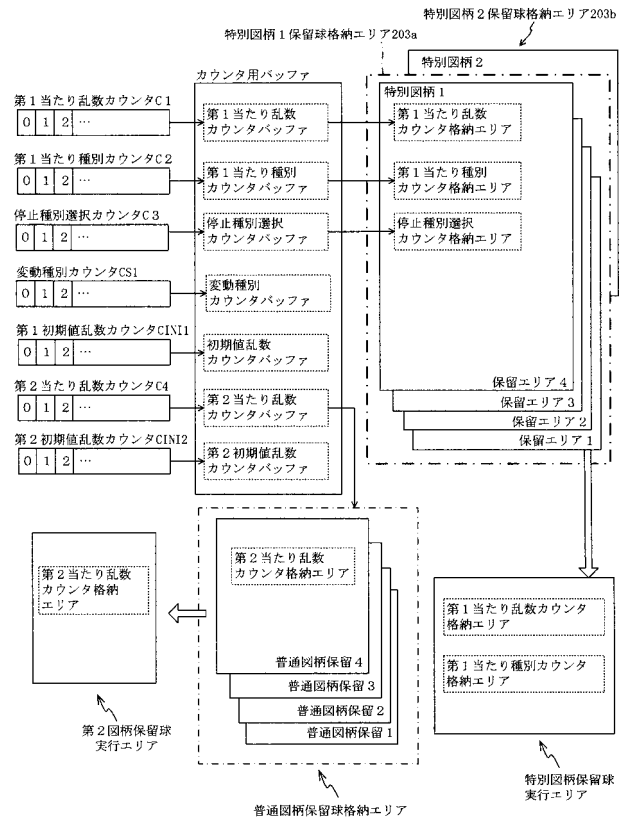 特別図柄２保留球格納エリア203b
特別図柄１保留球格納エリア203a
特別図柄２
カウンタ用バッファ
特別図柄１
第１当たり乱数カウンタC1
0 1 2 …
第１当たり乱数
カウンタバッファ
第１当たり乱数
カウンタ格納エリア
第１当たり種別カウンタC2
0 1 2 …
第１当たり種別
カウンタバッファ
第１当たり種別
カウンタ格納エリア
停止種別選択カウンタC3
0 1 2 …
停止種別選択
カウンタバッファ
停止種別選択
カウンタ格納エリア
変動種別カウンタCS1
0 1 2 …
変動種別
カウンタバッファ
第１初期値乱数カウンタCINI1
0 1 2 …
初期値乱数
カウンタバッファ
第２当たり乱数カウンタC4
0 1 2 …
第２当たり乱数
カウンタバッファ
第２初期値乱数カウンタCINI2
0 1 2 …
第２初期値乱数
カウンタバッファ
保留エリア４
保留エリア３
保留エリア２
保留エリア１
第２当たり乱数
カウンタ格納
エリア
第２図柄保留球
実行エリア
第２当たり乱数
カウンタ格納エリア
普通図柄保留４
普通図柄保留３
普通図柄保留２
普通図柄保留１
普通図柄保留球格納エリア
第１当たり乱数カウンタ
格納エリア
第１当たり種別カウンタ
格納エリア
特別図柄保留球
実行エリア